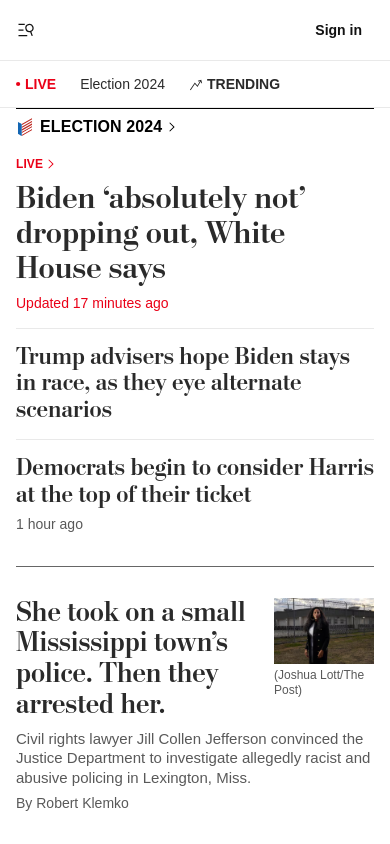 Sign in
LIVE
Election 2024
TRENDING
ELECTION 2024
LIVE
Biden ‘absolutely not’
dropping out, White
House says
Updated 17 minutes ago
Trump advisers hope Biden stays
in race, as they eye alternate
scenarios
Democrats begin to consider Harris
at the top of their ticket
1 hour ago
She took on a small
Mississippi town’s
police. Then they
arrested her.
(Joshua Lott/The
Post)
Civil rights lawyer Jill Collen Jefferson convinced the
Justice Department to investigate allegedly racist and
abusive policing in Lexington, Miss.
By Robert Klemko